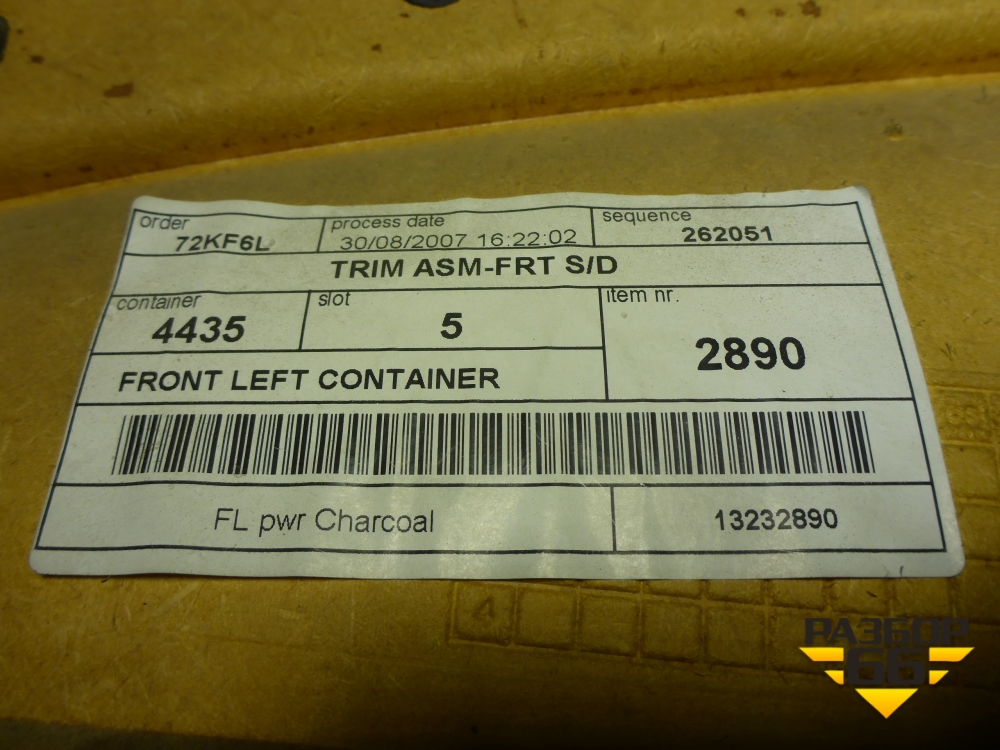 order process date sequence
72KF6L 30/08/2007 16:22:02 262051
TRIM ASM-FRT S/D
container slot item nr.
4435 5 2890
FRONT LEFT CONTAINER
FL pwr Charcoal 13232890
4
РАЗБОР
66